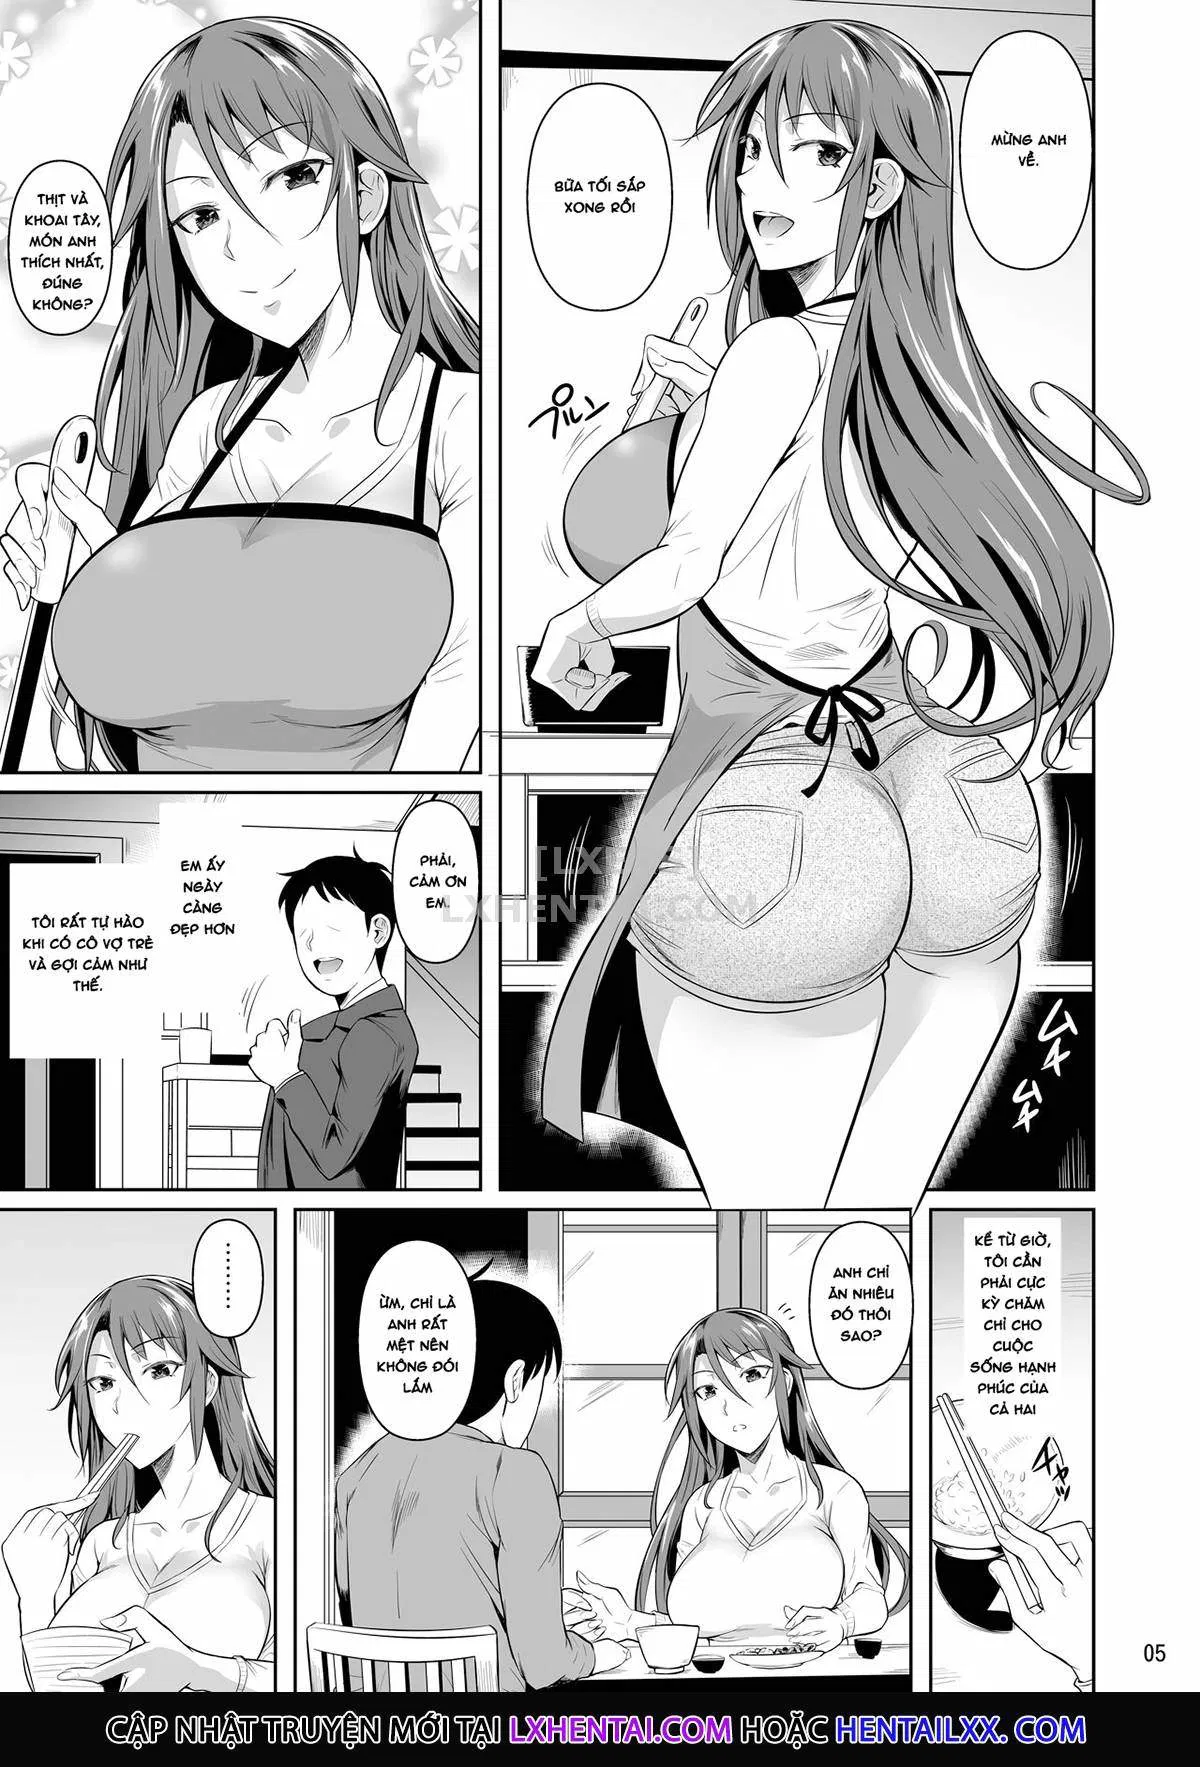 MỪNG ANH
VỀ.
BỮA TỐI SẮP
XONG RỒI
プルン
ムチ
ムチ
THỊT VÀ
KHOAI TÂY,
MÓN ANH
THÍCH NHẤT,
ĐÚNG
KHÔNG?
PHẢI,
CẢM ƠN
EM.
EM ẤY
NGÀY
CÀNG
ĐẸP HƠN
TÔI RẤT TỰ HÀO
KHI CÓ CÔ VỢ TRẺ
VÀ GỢI CẢM NHƯ
THẾ.
LXHENTAI.COM
KỂ TỪ GIỜ,
TÔI CẦN
PHẢI CỰC
KỲ CHĂM
CHỈ CHO
CUỘC
SỐNG HẠNH
PHÚC CỦA
CẢ HAI
チャッ
ANH CHỈ
ĂN NHIÊU
ĐÓ THÔI
SAO?
ỪM, CHỈ LÀ
ANH RẤT
MỆT NÊN
KHÔNG ĐÓI
LẮM
........
05
CẬP NHẬT TRUYỆN MỚI TẠI LXHENTAI.COM HOẶC HENTAILXX.COM